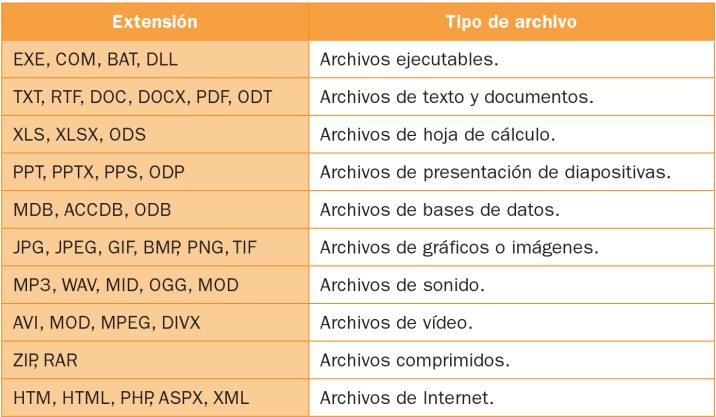 Extensión Tipo de archivo
EXE, COM, BAT, DLL Archivos ejecutables.
TXT, RTF, DOC, DOCX, PDF, ODT Archivos de texto y documentos.
XLS, XLSX, ODS Archivos de hoja de cálculo.
PPT, PPTX, PPS, ODP Archivos de presentación de diapositivas.
MDB, ACCDB, ODB Archivos de bases de datos.
JPG, JPEG, GIF, BMP, PNG, TIF Archivos de gráficos o imágenes.
MP3, WAV, MID, OGG, MOD Archivos de sonido.
AVI, MOD, MPEG, DIVX Archivos de vídeo.
ZIP, RAR Archivos comprimidos.
HTM, HTML, PHP, ASPX, XML Archivos de Internet.